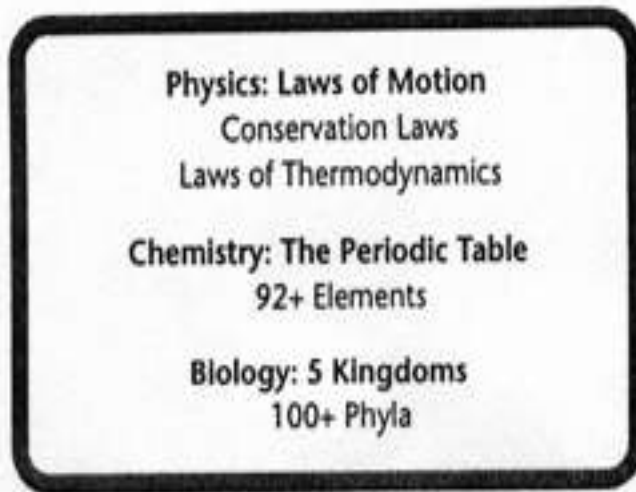 Physics: Laws of Motion
Conservation Laws
Laws of Thermodynamics
Chemistry: The Periodic Table
92+ Elements
Biology: 5 Kingdoms
100+ Phyla